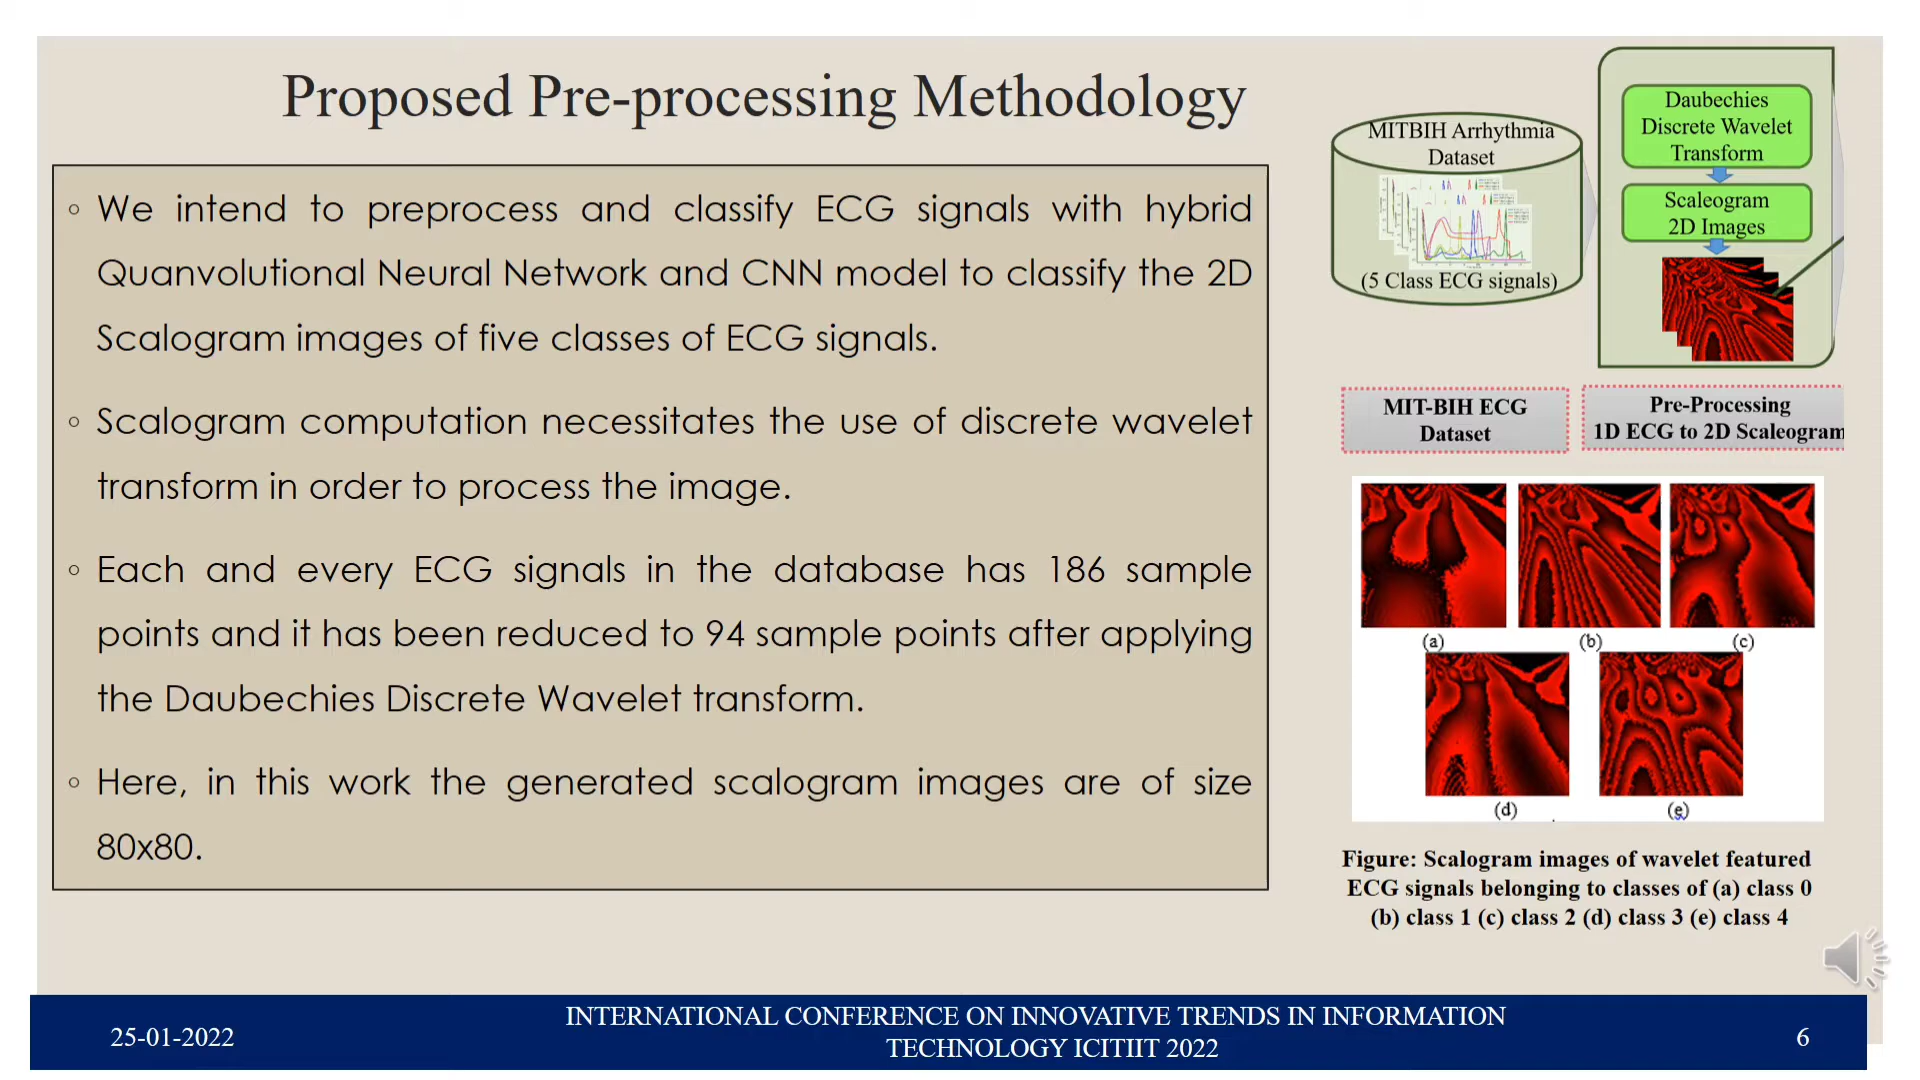 Proposed Pre-processing Methodology
◦ We intend to preprocess and classify ECG signals with hybrid
Quanvolutional Neural Network and CNN model to classify the 2D
Scalogram images of five classes of ECG signals.
◦ Scalogram computation necessitates the use of discrete wavelet
transform in order to process the image.
◦ Each and every ECG signals in the database has 186 sample
points and it has been reduced to 94 sample points after applying
the Daubechies Discrete Wavelet transform.
◦ Here, in this work the generated scalogram images are of size
80x80.
MITBIH Arrhythmia
Dataset
(5 Class ECG signals)
Daubechies
Discrete Wavelet
Transform
Scaleogram
2D Images
MIT-BIH ECG
Dataset
Pre-Processing
1D ECG to 2D Scaleogram
(a) (b) (c)
(d) (e)
Figure: Scalogram images of wavelet featured
ECG signals belonging to classes of (a) class 0
(b) class 1 (c) class 2 (d) class 3 (e) class 4
25-01-2022
INTERNATIONAL CONFERENCE ON INNOVATIVE TRENDS IN INFORMATION
TECHNOLOGY ICITIIT 2022
6